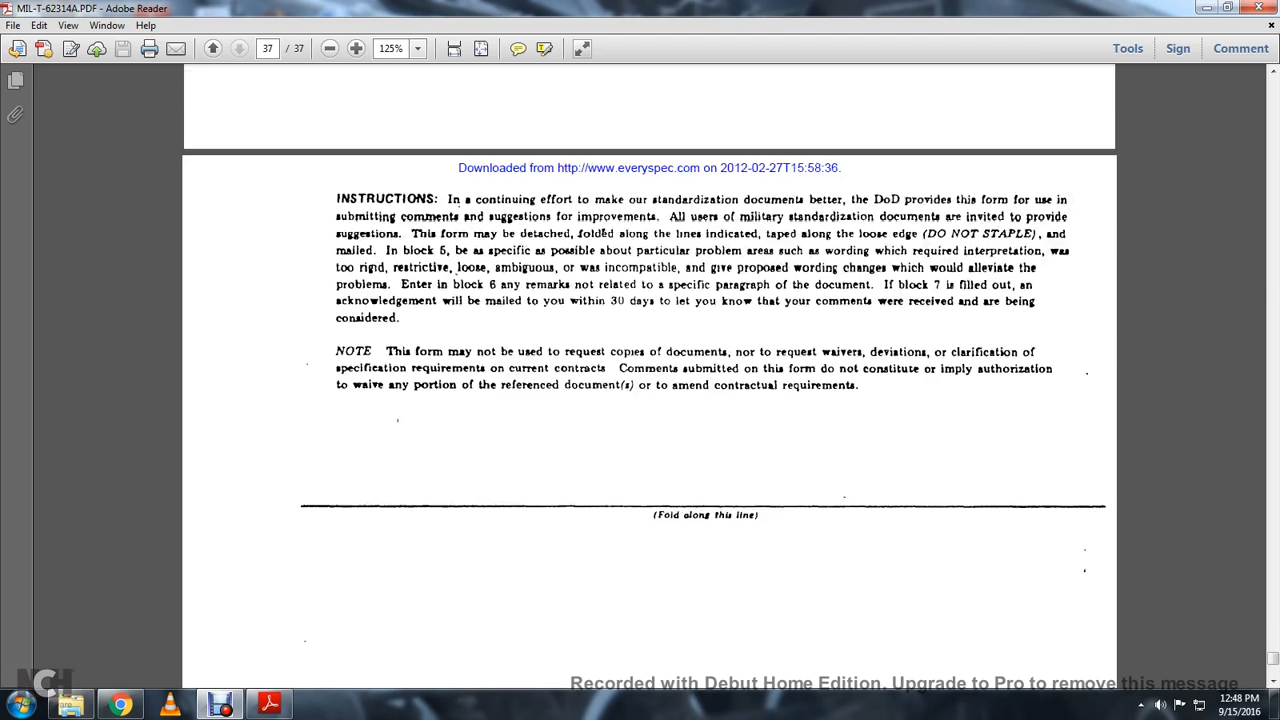 MIL-T-62314A.PDF - Adobe Reader
File Edit View Window Help
37 / 37 125% Tools Sign Comment
Downloaded from http://www.everyspec.com on 2012-02-27T15:58:36.
INSTRUCTIONS: In a continuing effort to make our standardization documents better, the DoD provides this form for use in
submitting comments and suggestions for improvements. All users of military standardization documents are invited to provide
suggestions. This form may be detached, folded along the lines indicated, taped along the loose edge (DO NOT STAPLE), and
mailed. In block 5, be as specific as possible about particular problem areas such as wording which required interpretation, was
too rigid, restrictive, loose, ambiguous, or was incompatible, and give proposed wording changes which would alleviate the
problems. Enter in block 6 any remarks not related to a specific paragraph of the document. If block 7 is filled out, an
acknowledgement will be mailed to you within 30 days to let you know that your comments were received and are being
considered.
NOTE This form may not be used to request copies of documents, nor to request waivers, deviations, or clarification of
specification requirements on current contracts Comments submitted on this form do not constitute or imply authorization
to waive any portion of the referenced document(s) or to amend contractual requirements.
(Fold along this line)
NCH
Recorded with Debut Home Edition. Upgrade to Pro to remove this message
12:48 PM
9/15/2016